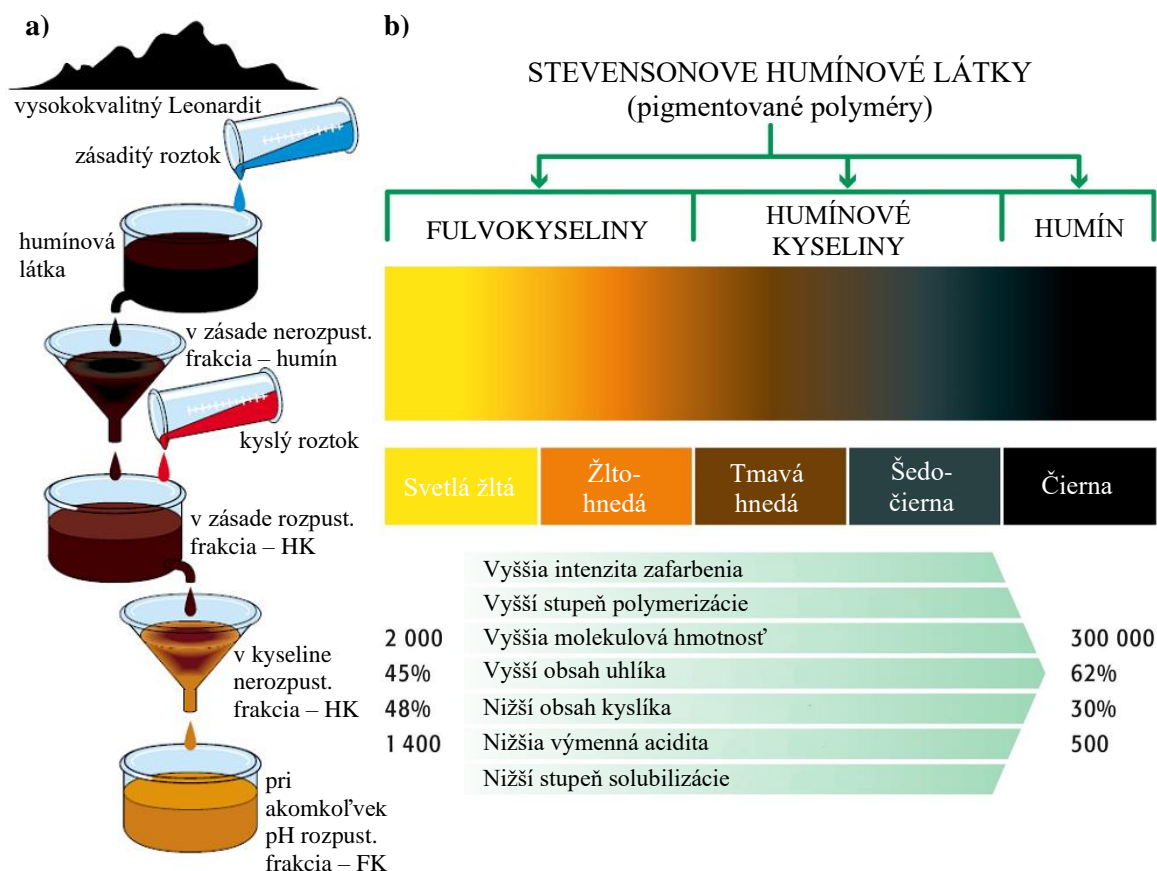 a)
vysokokvalitný Leonardit
zásaditý roztok
humínová
látka
v zásade nerozpust.
frakcia – humín
kyslý roztok
v zásade rozpust.
frakcia – HK
v kyseline
nerozpust.
frakcia – HK
pri
akomkoľvek
pH rozpust.
frakcia – FK
b)
STEVENSONOVE HUMÍNOVÉ LÁTKY
(pigmentované polyméry)
FULVOKYSELINY
HUMÍNOVÉ
KYSELINY
HUMÍN
Svetlá žltá
Žlto-
hnedá
Tmavá
hnedá
Šedo-
čierna
Čierna
Vyššia intenzita zafarbenia
Vyšší stupeň polymerizácie
2 000 Vyššia molekulová hmotnosť 300 000
45% Vyšší obsah uhlíka 62%
48% Nižší obsah kyslíka 30%
1 400 Nižšia výmenná acidita 500
Nižší stupeň solubilizácie